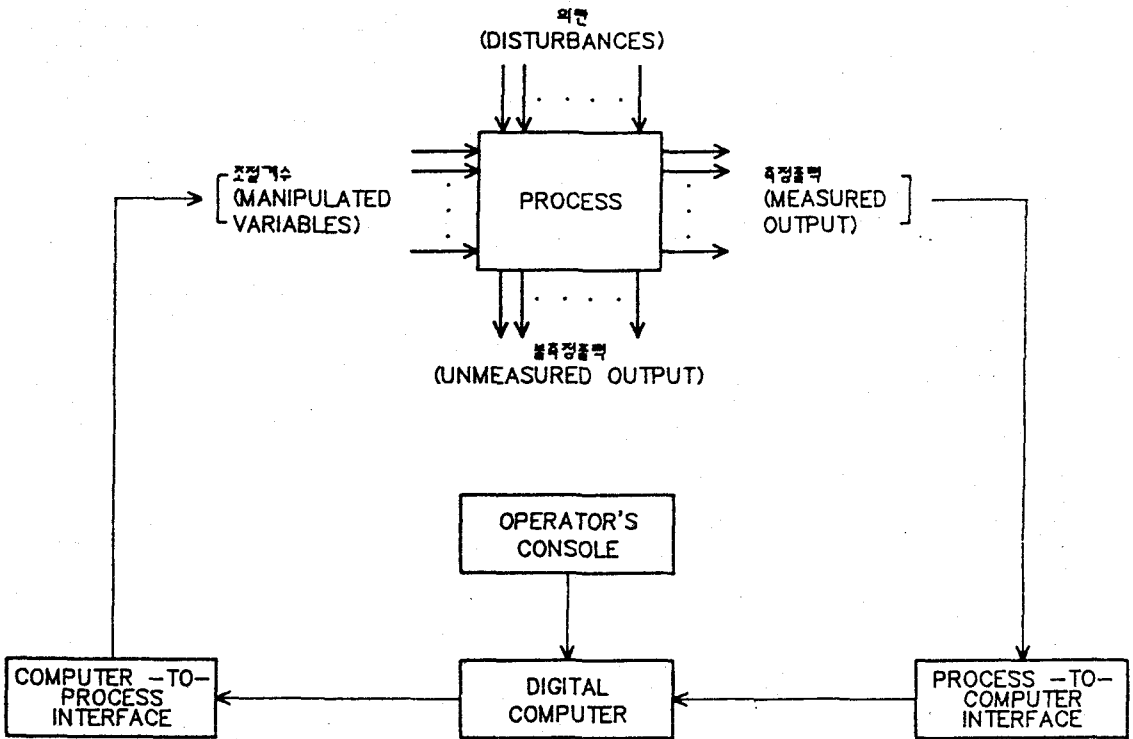 외란
(DISTURBANCES)
조절계수
(MANIPULATED
VARIABLES)
PROCESS
측정출력
(MEASURED
OUTPUT)
불측정출력
(UNMEASURED OUTPUT)
OPERATOR'S
CONSOLE
COMPUTER -TO-
PROCESS
INTERFACE
DIGITAL
COMPUTER
PROCESS -TO-
COMPUTER
INTERFACE